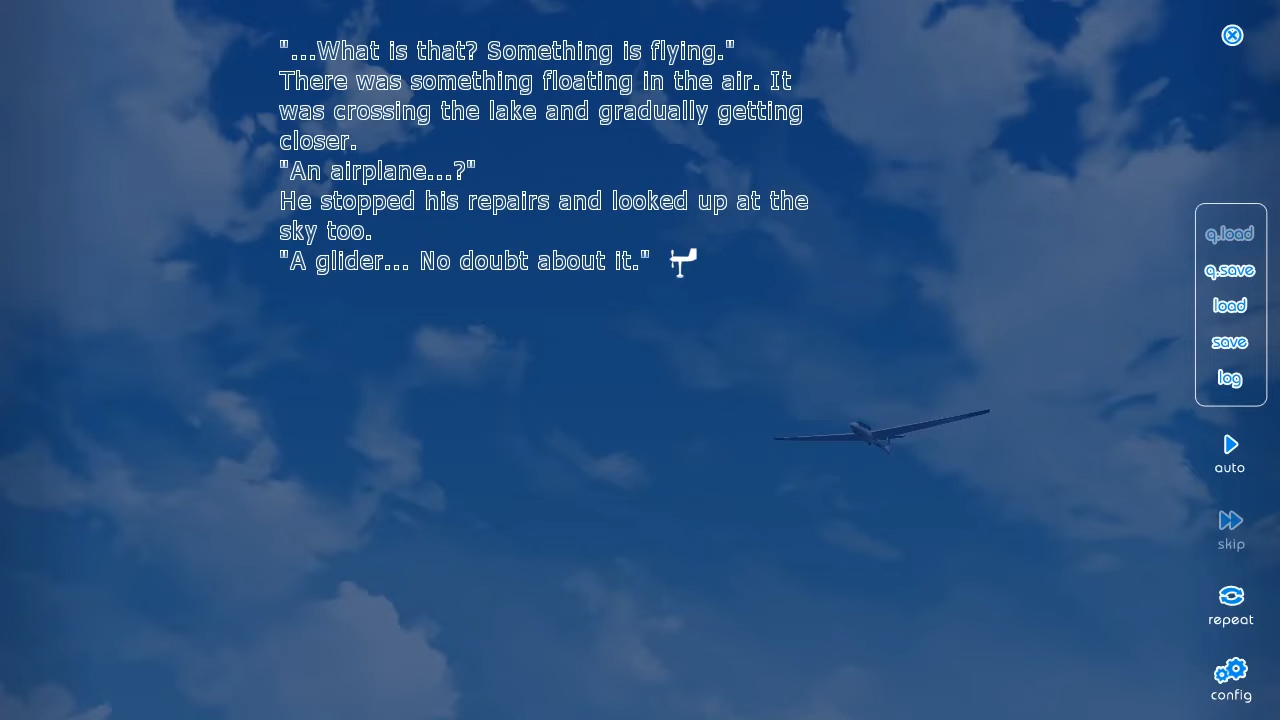 "...What is that? Something is flying."
There was something floating in the air. It
was crossing the lake and gradually getting
closer.
"An airplane...?"
He stopped his repairs and looked up at the
sky too.
"A glider... No doubt about it."
q.load
q.save
load
save
log
auto
skip
repeat
config